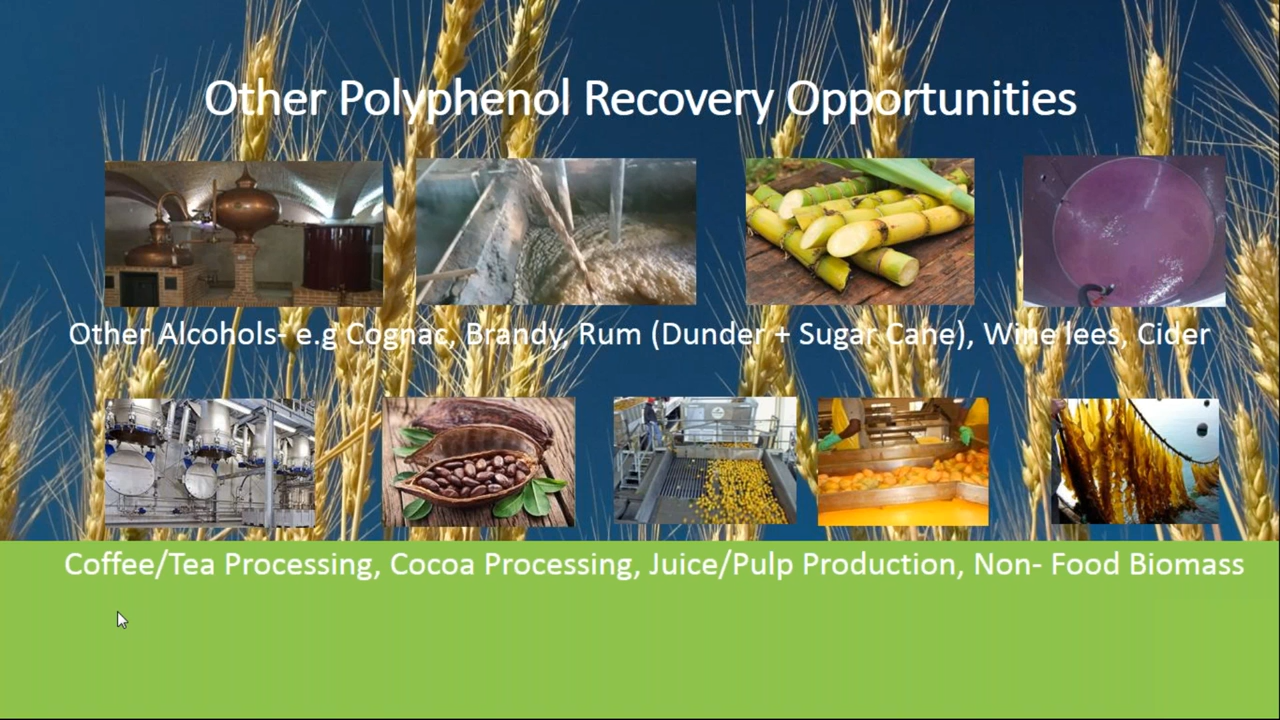 Other Polyphenol Recovery Opportunities
Other Alcohols- e.g Cognac, Brandy, Rum (Dunder + Sugar Cane), Wine lees, Cider
Coffee/Tea Processing, Cocoa Processing, Juice/Pulp Production, Non- Food Biomass